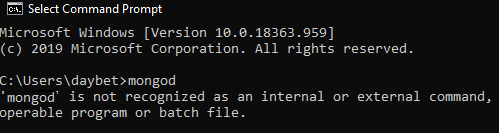 Select Command Prompt
Microsoft Windows [Version 10.0.18363.959]
(c) 2019 Microsoft Corporation. All rights reserved.
C:\Users\daybet>mongod
'mongod' is not recognized as an internal or external command,
operable program or batch file.